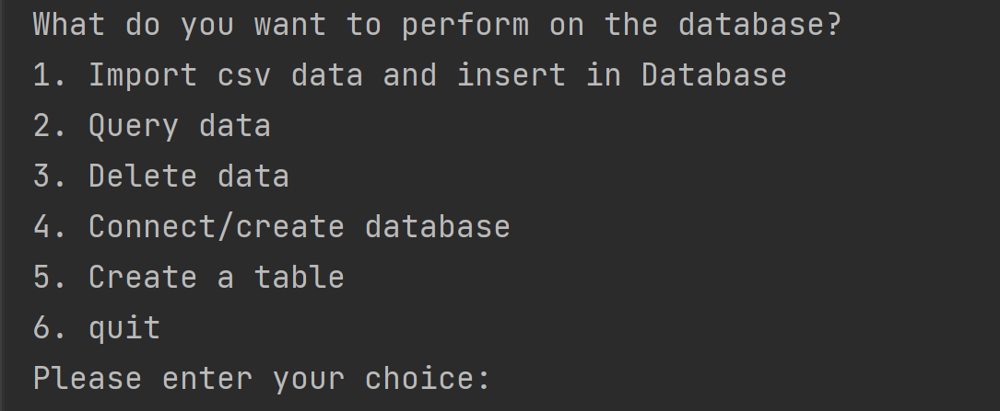 What do you want to perform on the database?
1. Import csv data and insert in Database
2. Query data
3. Delete data
4. Connect/create database
5. Create a table
6. quit
Please enter your choice: